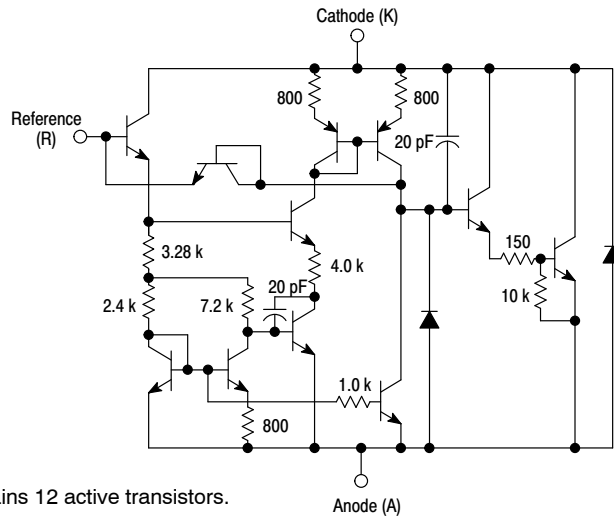 Cathode (K)
800
800
Reference
(R)
20 pF
3.28 k
150
4.0 k
20 pF
2.4 k
7.2 k
10 k
1.0 k
800
ins 12 active transistors.
Anode (A)